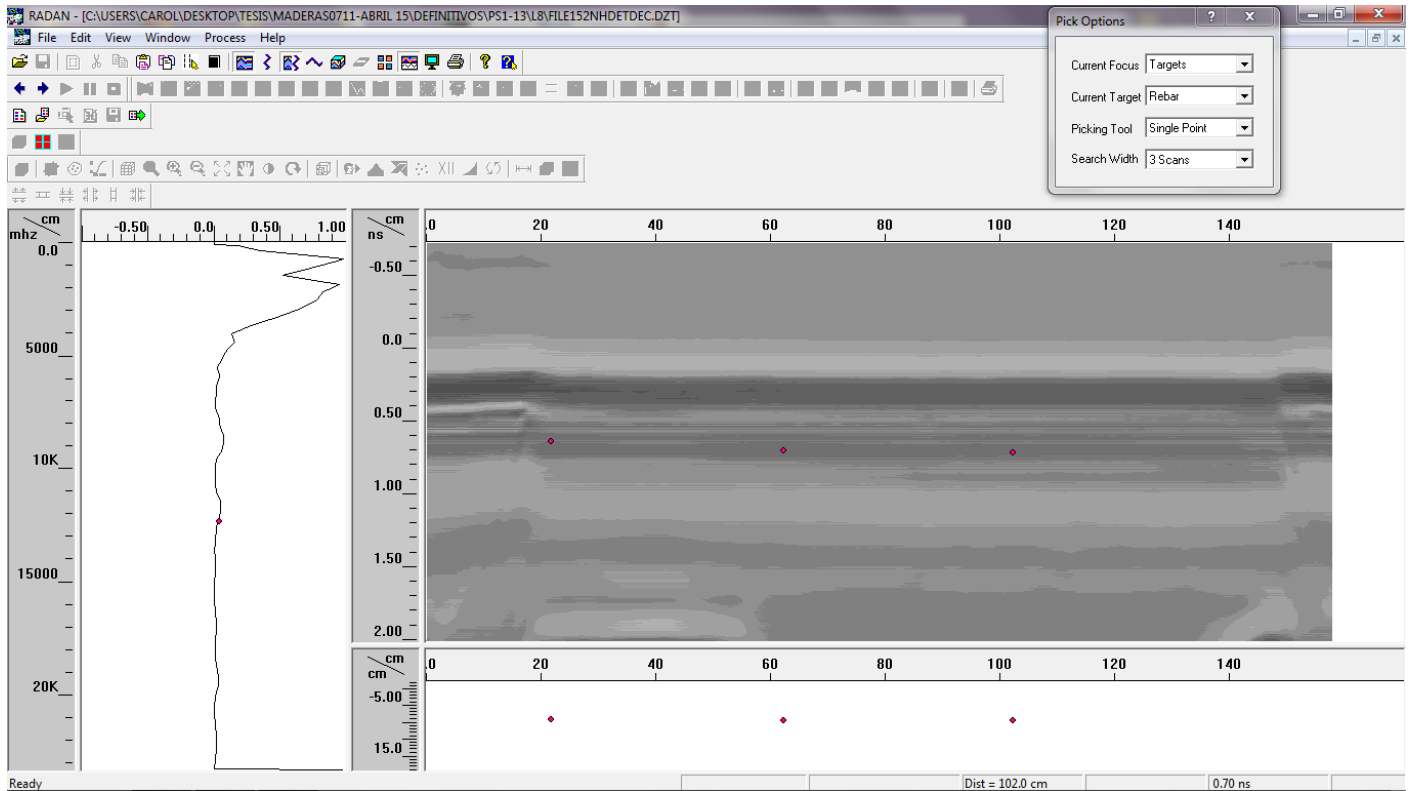 RADAN - [C:\USERS\CAROL\DESKTOP\TESIS\MADERAS0711-ABRIL 15\DEFINITIVOS\PS1-13\L8\FILE152NHDETDEC.DZT]
File Edit View Window Process Help
Pick Options
Current Focus Targets
Current Target Rebar
Picking Tool Single Point
Search Width 3 Scans
XII
cm
mhz
-0.50 0.0 0.50 1.00
0.0
5000
10K
15000
20K
cm
ns
.0 20 40 60 80 100 120 140
-0.50
0.0
0.50
1.00
1.50
2.00
cm
cm
.0 20 40 60 80 100 120 140
-5.00
15.0
Ready Dist = 102.0 cm 0.70 ns